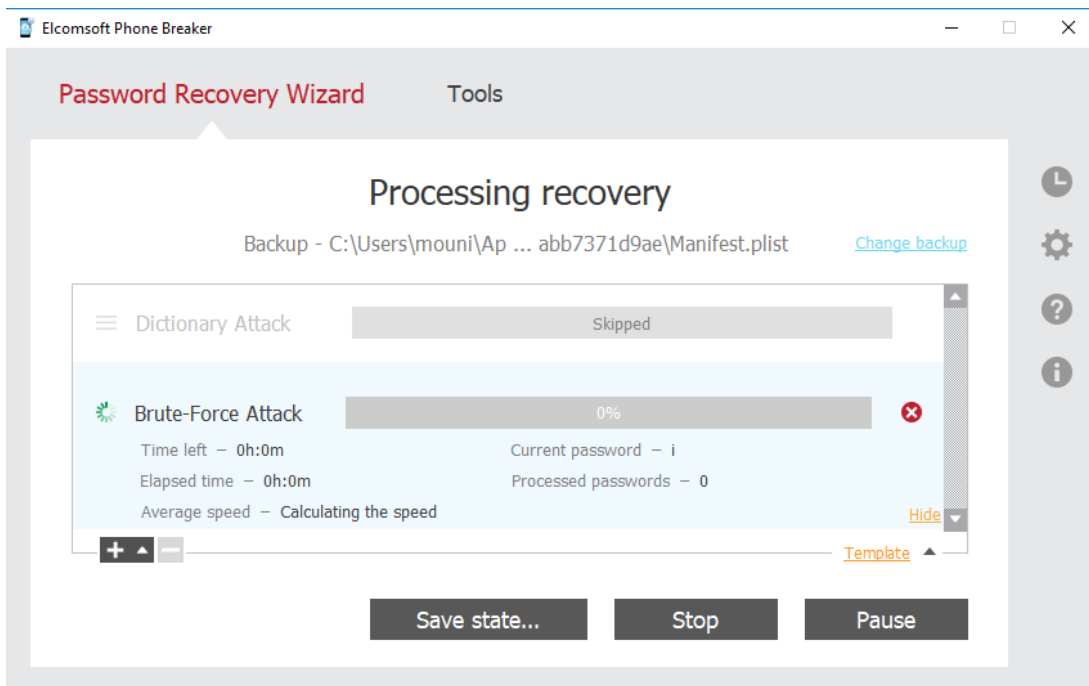 Elcomsoft Phone Breaker
Password Recovery Wizard Tools
Processing recovery
Backup - C:\Users\mouni\Ap ... abb7371d9ae\Manifest.plist Change backup
Dictionary Attack Skipped
Brute-Force Attack 0%
Time left – 0h:0m Current password – i
Elapsed time – 0h:0m Processed passwords – 0
Average speed – Calculating the speed
Hide
Template
Save state... Stop Pause